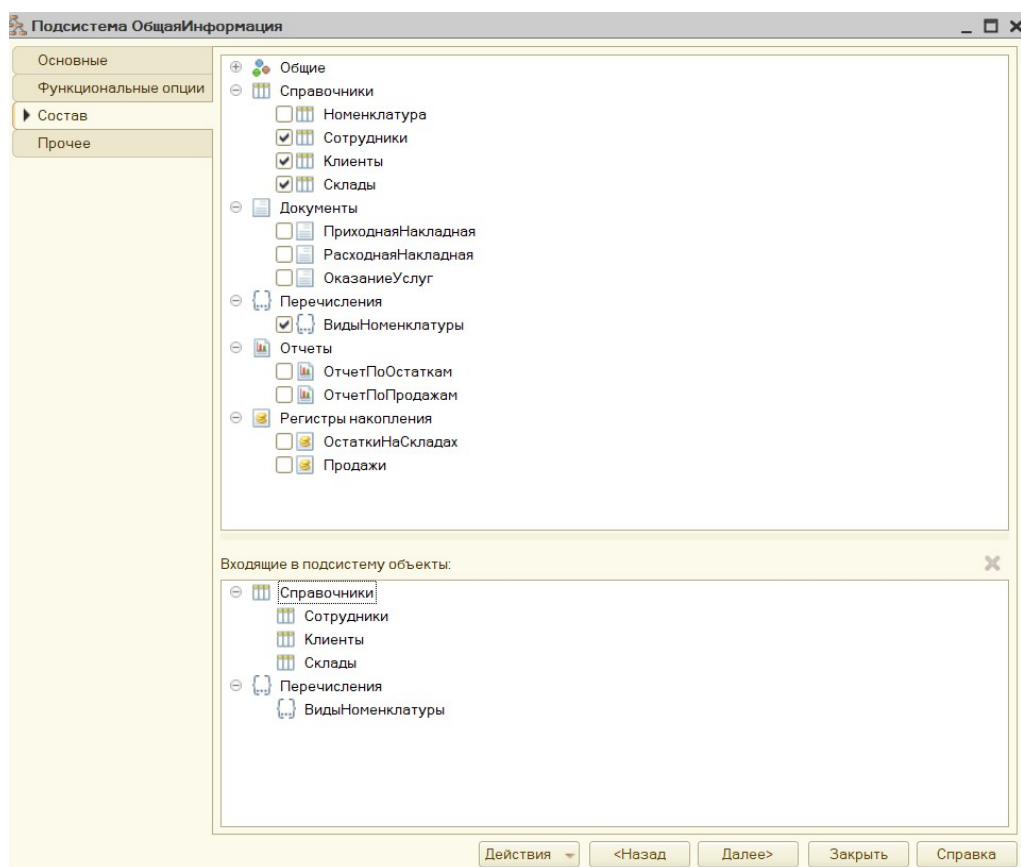 Подсистема ОбщаяИнформация
Основные
Функциональные опции
Состав
Прочее
Общие
Справочники
Номенклатура
Сотрудники
Клиенты
Склады
Документы
ПриходнаяНакладная
РасходнаяНакладная
ОказаниеУслуг
Перечисления
ВидыНоменклатуры
Отчеты
ОтчетПоОстаткам
ОтчетПоПродажам
Регистры накопления
ОстаткиНаСкладах
Продажи
Входящие в подсистему объекты:
Справочники
Сотрудники
Клиенты
Склады
Перечисления
ВидыНоменклатуры
Действия <Назад Далее> Закрыть Справка